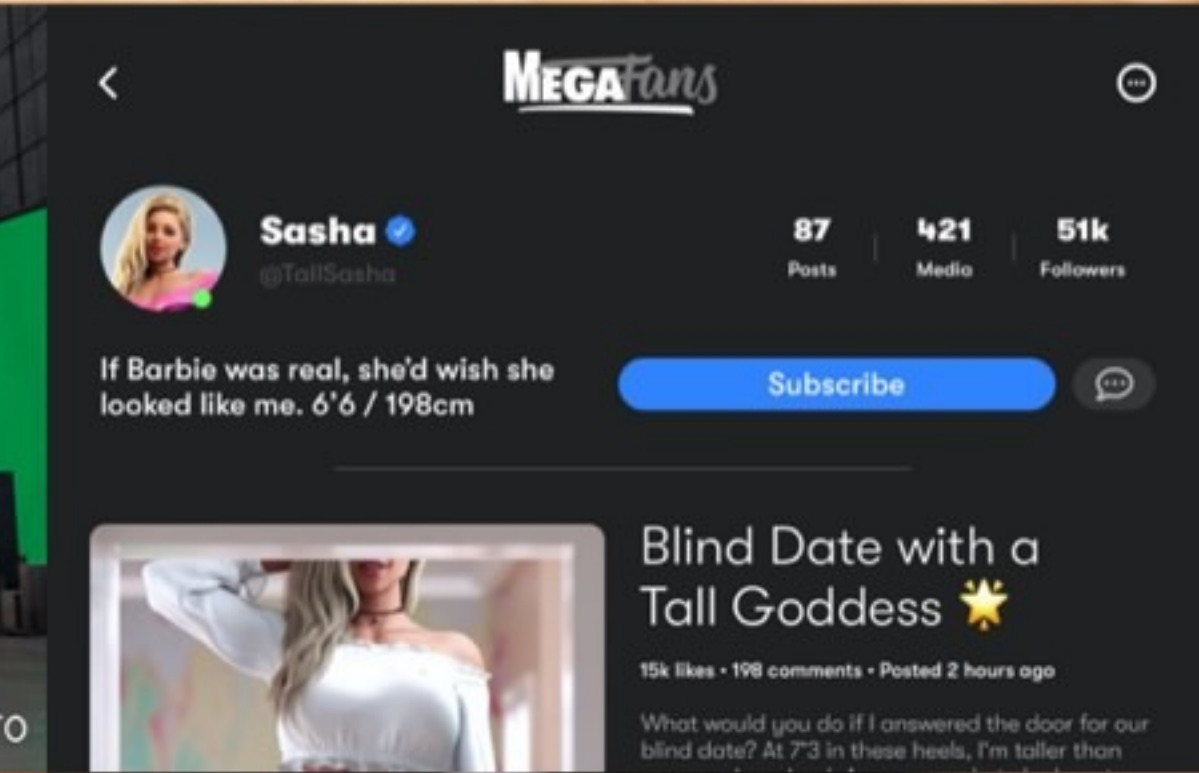 MEGAFans
Sasha
@TallSasha
87
Posts
421
Media
51k
Followers
If Barbie was real, she'd wish she
looked like me. 6'6 / 198cm
Subscribe
Blind Date with a
Tall Goddess 🌟
15k likes • 198 comments • Posted 2 hours ago
What would you do if I answered the door for our
blind date? At 7'3 in these heels, I'm taller than
TO